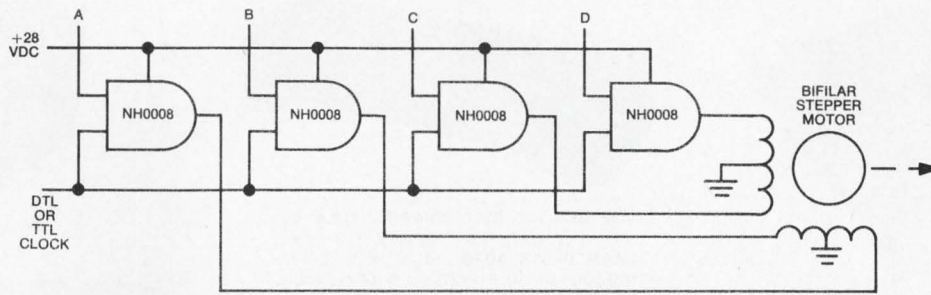 A
B
C
D
+28
VDC
NH0008
NH0008
NH0008
NH0008
BIFILAR
STEPPER
MOTOR
DTL
OR
TTL
CLOCK